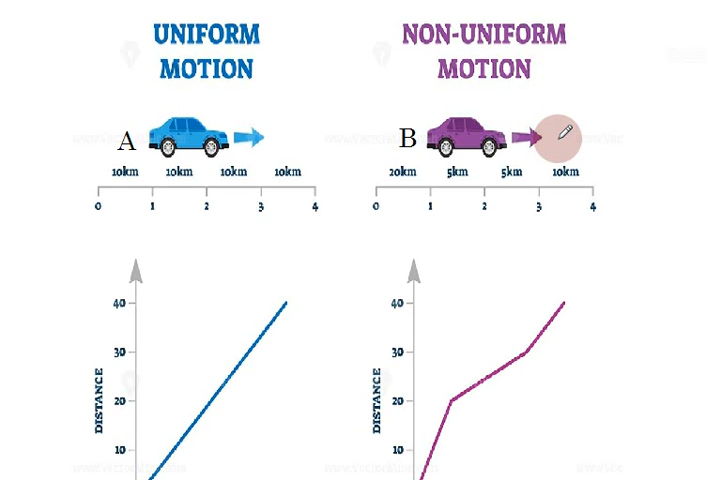 UNIFORM
MOTION
A
10km 10km 10km 10km
0 1 2 3 4
40
30
20
10
DISTANCE
NON-UNIFORM
MOTION
B
20km 5km 5km 10km
0 1 2 3 4
40
30
20
10
DISTANCE